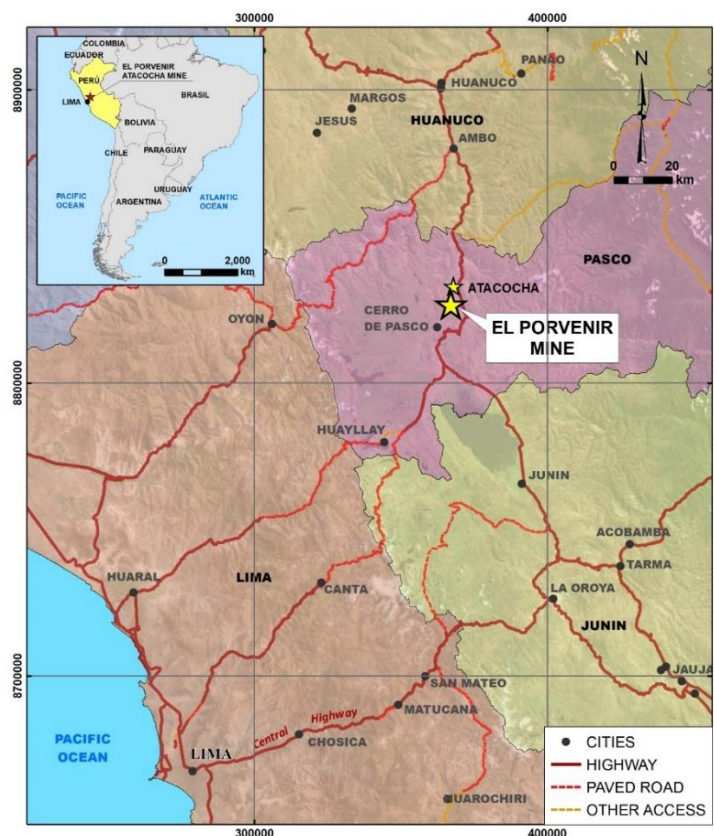 300000
400000
COLOMBIA
ECUADOR
PERÚ
EL PORVENIR
ATACOCHA MINE
LIMA
BRASIL
BOLIVIA
CHILE
PARAGUAY
PACIFIC
OCEAN
URUGUAY
ATLANTIC
OCEAN
ARGENTINA
0 2,000
km
PANAO
HUANUCO
8900000
MARGOS
HUANUCO
JESUS
AMBO
N
0 20
km
PASCO
ATACOCHA
CERRO
DE PASCO
EL PORVENIR
MINE
OYON
8800000
HUAYLLAY
JUNIN
ACOBAMBA
TARMA
HUARAL
LIMA
CANTA
LA OROYA
JUNIN
JAUJA
8700000
SAN MATEO
MATUCANA
Central Highway
CHOSICA
PACIFIC
OCEAN
LIMA
HUAROCHIRI
CITIES
HIGHWAY
PAVED ROAD
OTHER ACCESS
300000
400000